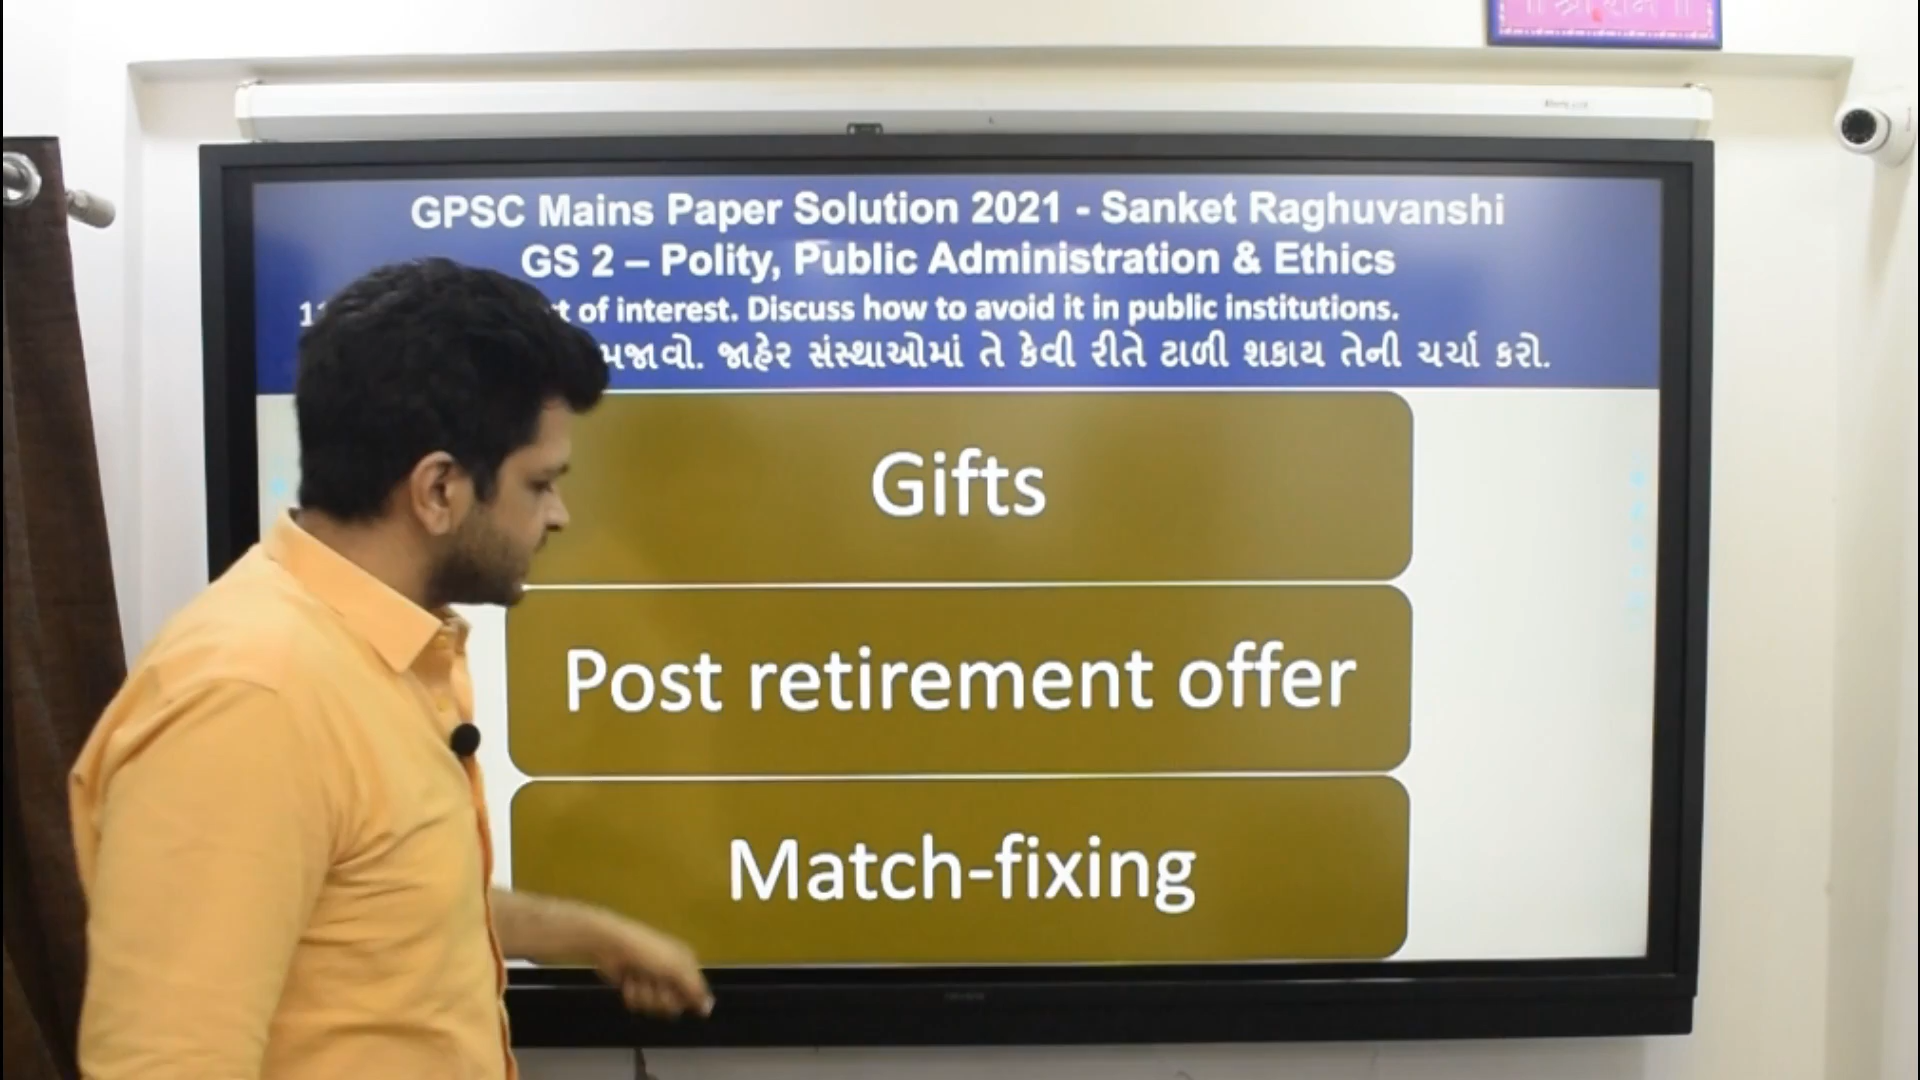 ॥ શ્રી રામ ॥
GPSC Mains Paper Solution 2021 - Sanket Raghuvanshi
GS 2 – Polity, Public Administration & Ethics
of interest. Discuss how to avoid it in public institutions.
જાહેર સંસ્થાઓમાં તે કેવી રીતે ટાળી શકાય તેની ચર્ચા કરો.
Gifts
Post retirement offer
Match-fixing